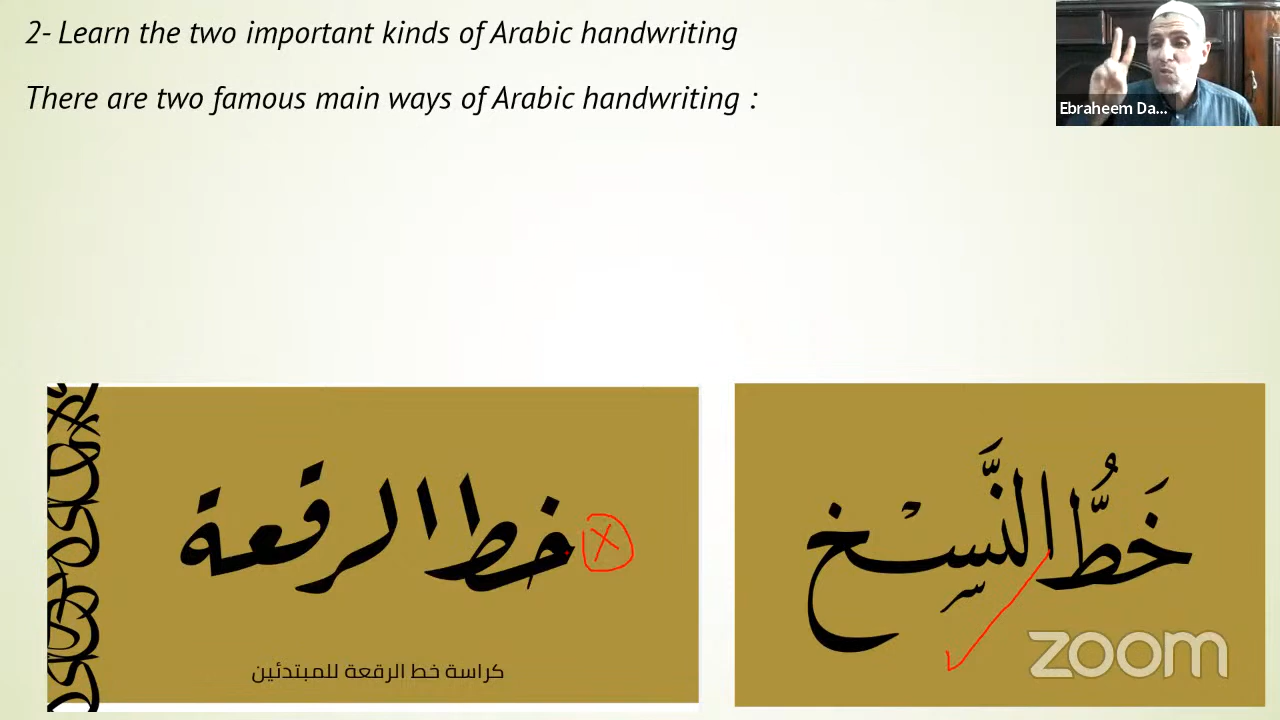 2- Learn the two important kinds of Arabic handwriting
There are two famous main ways of Arabic handwriting :
Ebraheem Da...
خط الرقعة
كراسة خط الرقعة للمبتدئين
خَطُّ النَّسْخِ
zoom